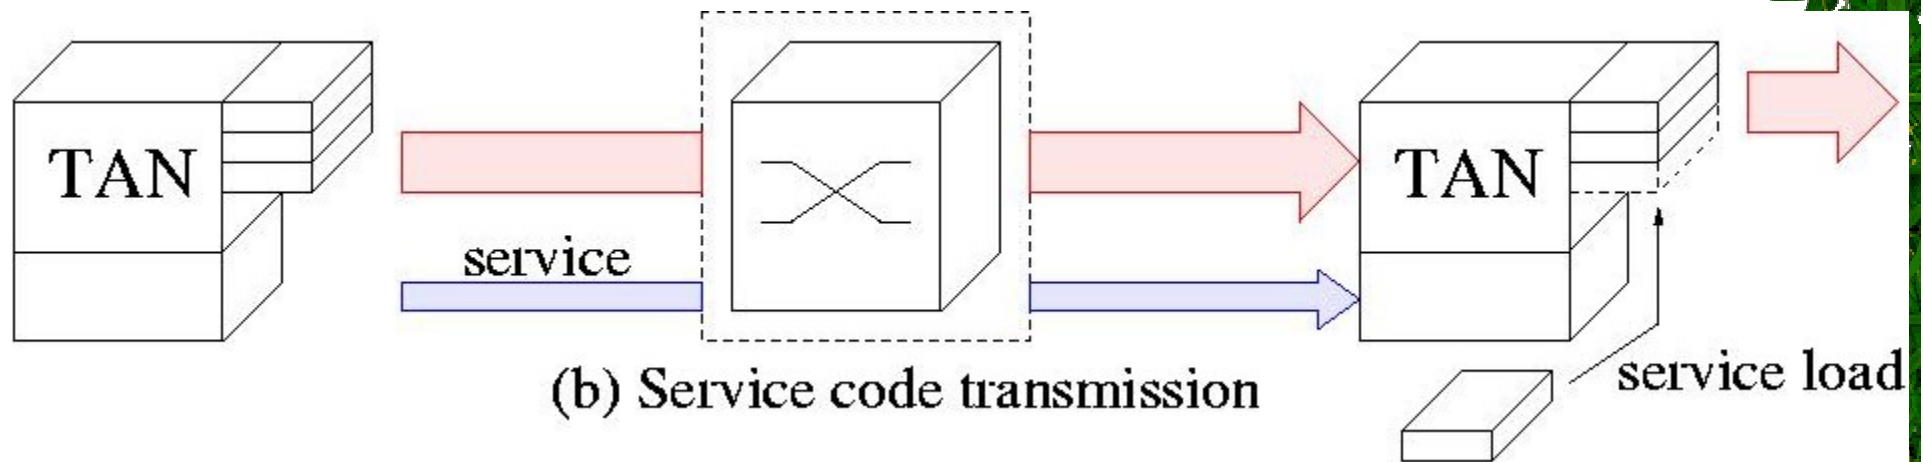 TAN
TAN
service
service load
(b) Service code transmission